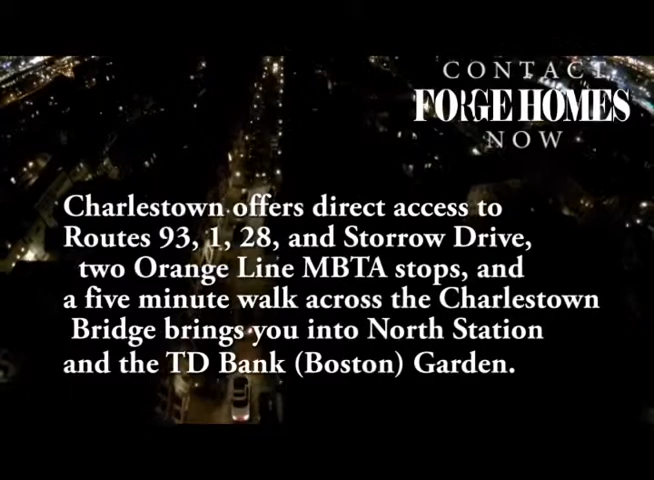 CONTACT
FORGE HOMES
NOW
Charlestown offers direct access to
Routes 93, 1, 28, and Storrow Drive,
two Orange Line MBTA stops, and
a five minute walk across the Charlestown
Bridge brings you into North Station
and the TD Bank (Boston) Garden.